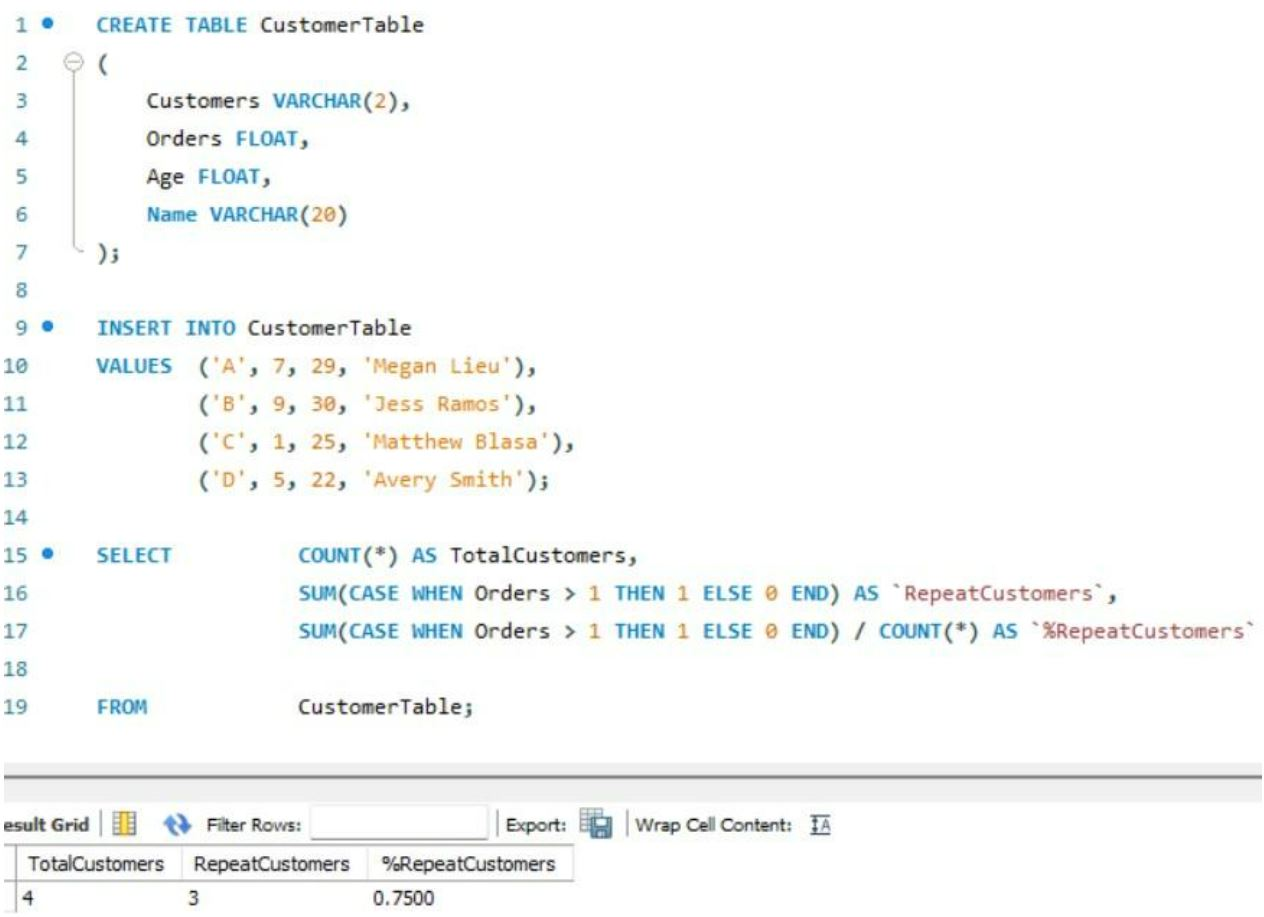 1 CREATE TABLE CustomerTable
2 (
3 Customers VARCHAR(2),
4 Orders FLOAT,
5 Age FLOAT,
6 Name VARCHAR(20)
7 );
8
9 INSERT INTO CustomerTable
10 VALUES ('A', 7, 29, 'Megan Lieu'),
11 ('B', 9, 30, 'Jess Ramos'),
12 ('C', 1, 25, 'Matthew Blasa'),
13 ('D', 5, 22, 'Avery Smith');
14
15 SELECT COUNT(*) AS TotalCustomers,
16 SUM(CASE WHEN Orders > 1 THEN 1 ELSE 0 END) AS `RepeatCustomers`,
17 SUM(CASE WHEN Orders > 1 THEN 1 ELSE 0 END) / COUNT(*) AS `%RepeatCustomers`
18
19 FROM CustomerTable;
esult Grid Filter Rows: Export: Wrap Cell Content: IA
TotalCustomers RepeatCustomers %RepeatCustomers
4 3 0.7500